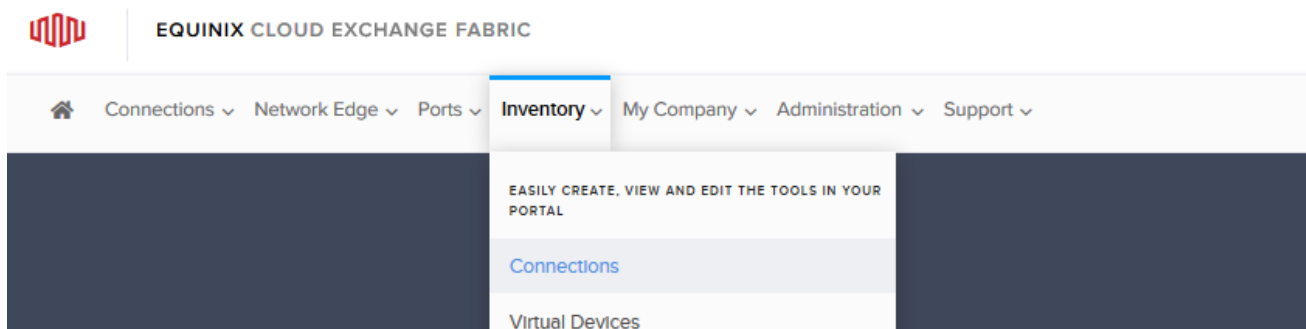 EQUINIX CLOUD EXCHANGE FABRIC
Connections Network Edge Ports Inventory My Company Administration Support
EASILY CREATE, VIEW AND EDIT THE TOOLS IN YOUR
PORTAL
Connections
Virtual Devices